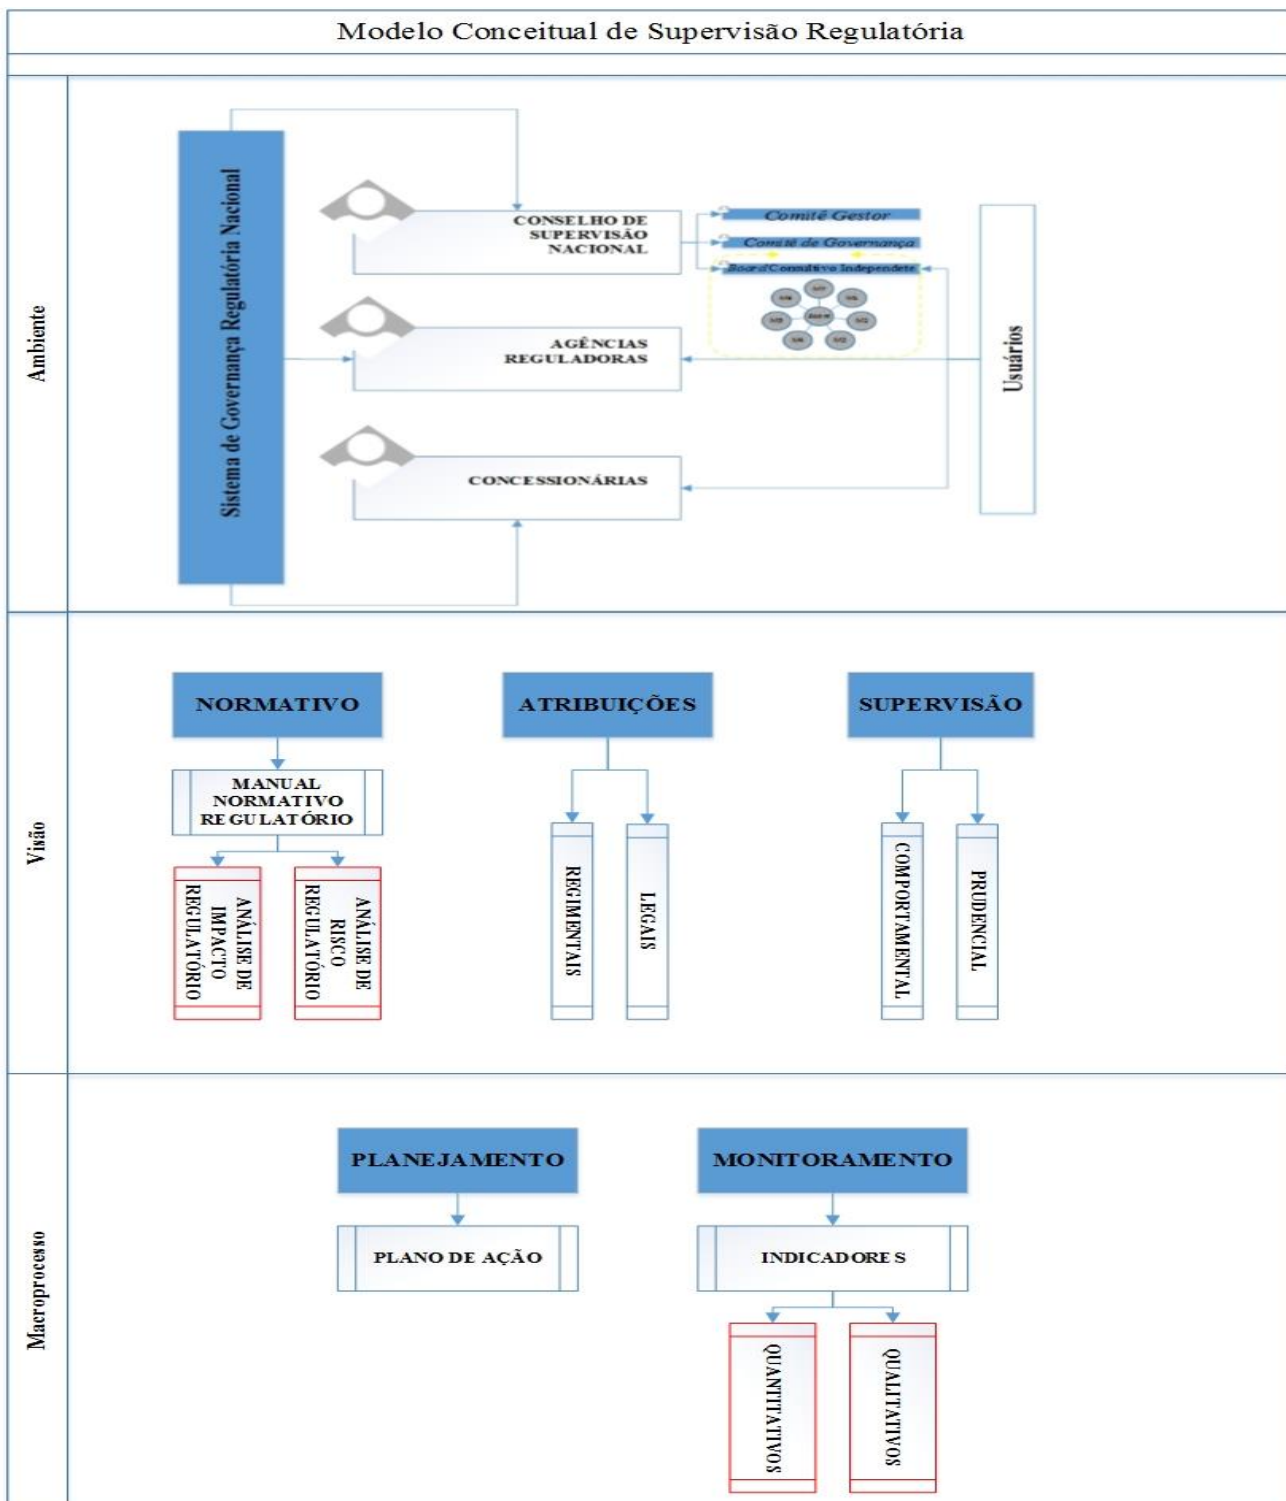 Modelo Conceitual de Supervisão Regulatória
Ambiente
Sistema de Governança Regulatória Nacional
CONSELHO DE
SUPERVISÃO
NACIONAL
Comitê Gestor
Comitê de Governança
Board Consultivo Independete
AGÊNCIAS
REGULADORAS
CONCESSIONÁRIAS
Usuários
Visão
NORMATIVO
MANUAL
NORMATIVO
REGULATÓRIO
ANÁLISE DE
IMPACTO
REGULATÓRIO
ANÁLISE DE
RISCO
REGULATÓRIO
ATRIBUIÇÕES
REGIMENTAIS
LEGAIS
SUPERVISÃO
COMPORTAMENTAL
PRUDENCIAL
Macroprocesso
PLANEJAMENTO
PLANO DE AÇÃO
MONITORAMENTO
INDICADORES
QUANTITATIVOS
QUALITATIVOS